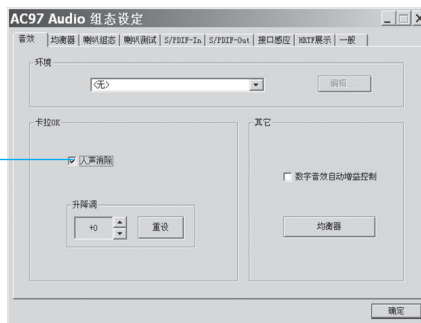 AC97 Audio 组态设定
音效 均衡器 喇叭组态 喇叭测试 S/PDIF-In S/PDIF-Out 接口感应 HRTF展示 一般
环境
<无>
编辑...
卡拉OK
人声消除
升降调
+0
重设
其它
数字音效自动增益控制
均衡器
确定